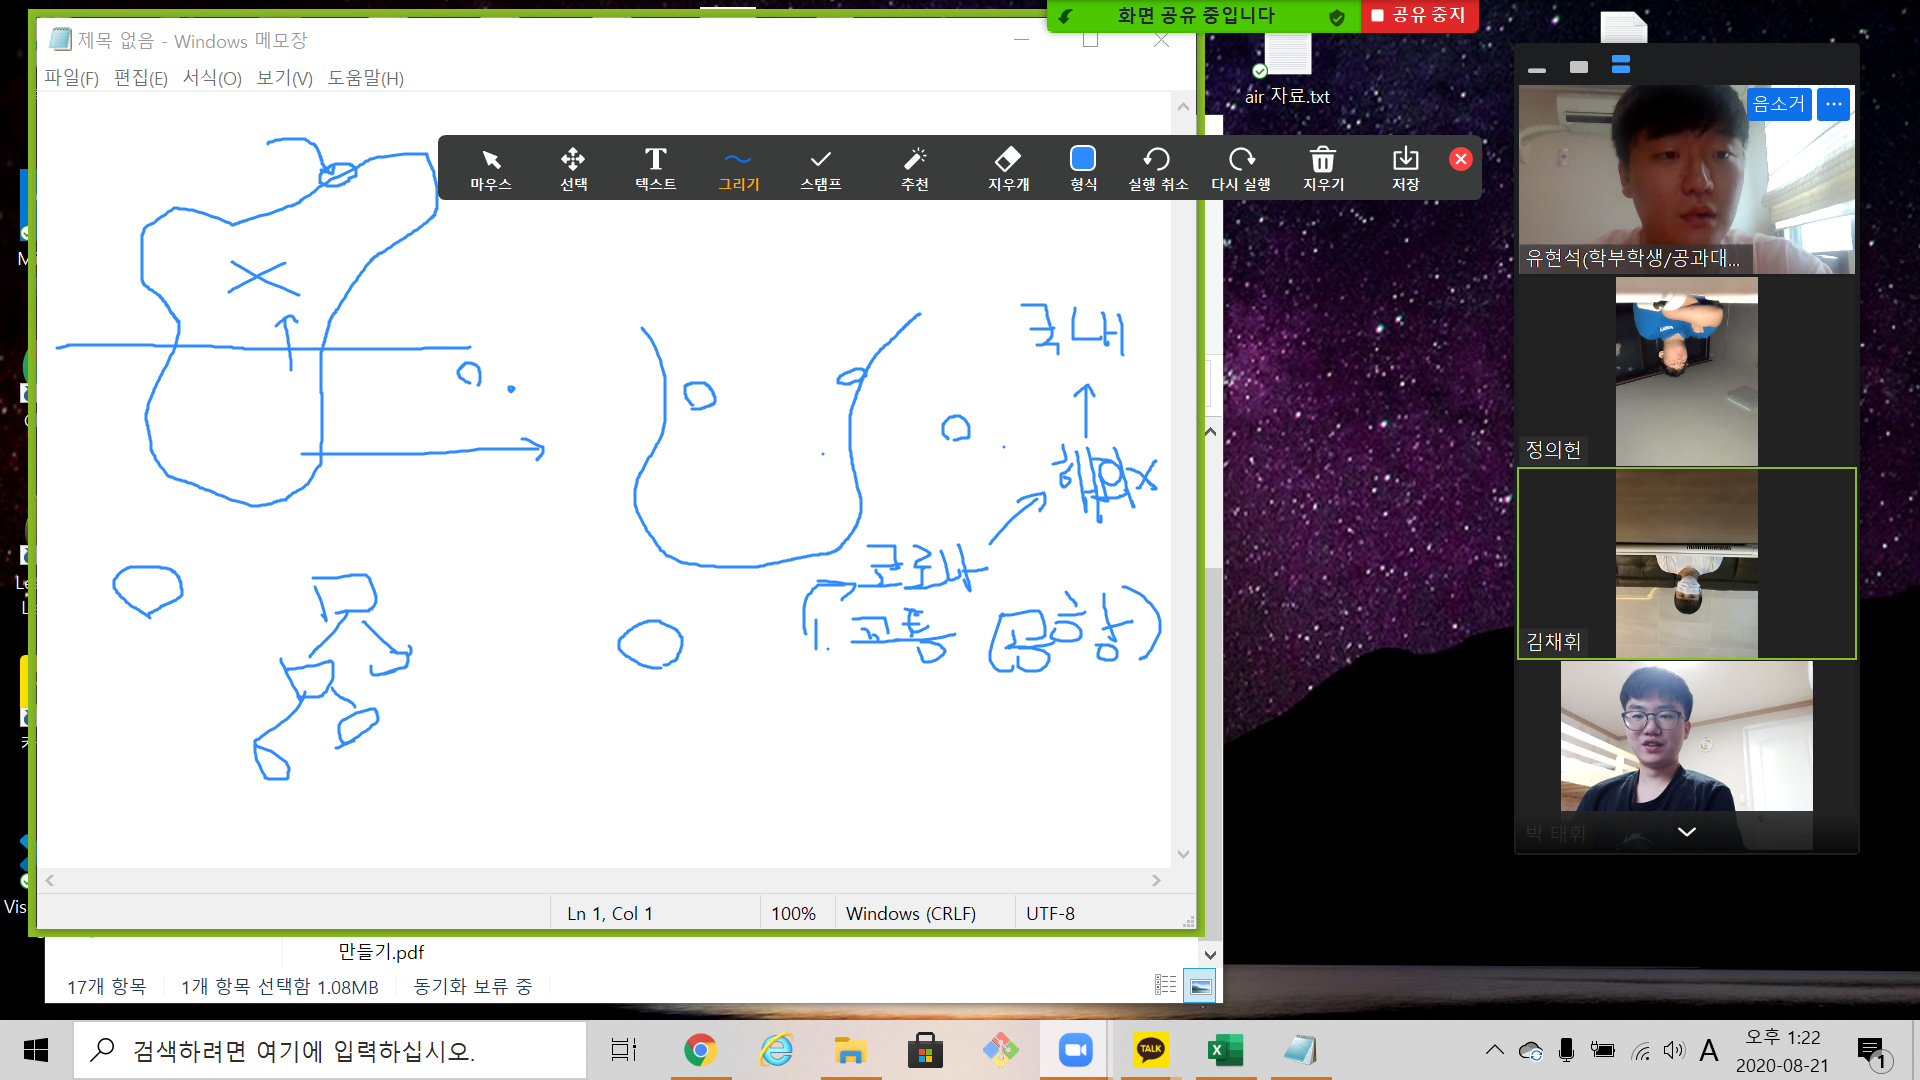 화면 공유 중입니다
공유 중지
제목 없음 - Windows 메모장
파일(F) 편집(E) 서식(O) 보기(V) 도움말(H)
air 자료.txt
마우스 선택 텍스트 그리기 스탬프 추천 지우개 형식 실행 취소 다시 실행 지우기 저장
음소거
유현석(학부학생/공과대...
정의헌
김채휘
박 태휘
국내
해외X
코로나
1. 교통 (공항)
Ln 1, Col 1
100%
Windows (CRLF)
UTF-8
만들기.pdf
17개 항목
1개 항목 선택함 1.08MB
동기화 보류 중
Vis
검색하려면 여기에 입력하십시오.
TALK
A
오후 1:22
2020-08-21
1